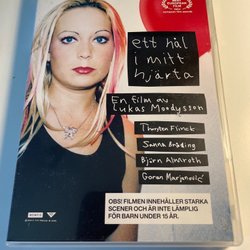 ett hål
i mitt
hjärta
En film av
Lukas Moodysson
Thorsten Flinck
Sanna Bråding
Björn Almroth
Goran Marjanović
OBS! FILMEN INNEHÅLLER STARKA
SCENER OCH ÄR INTE LÄMPLIG
FÖR BARN UNDER 15 ÅR.